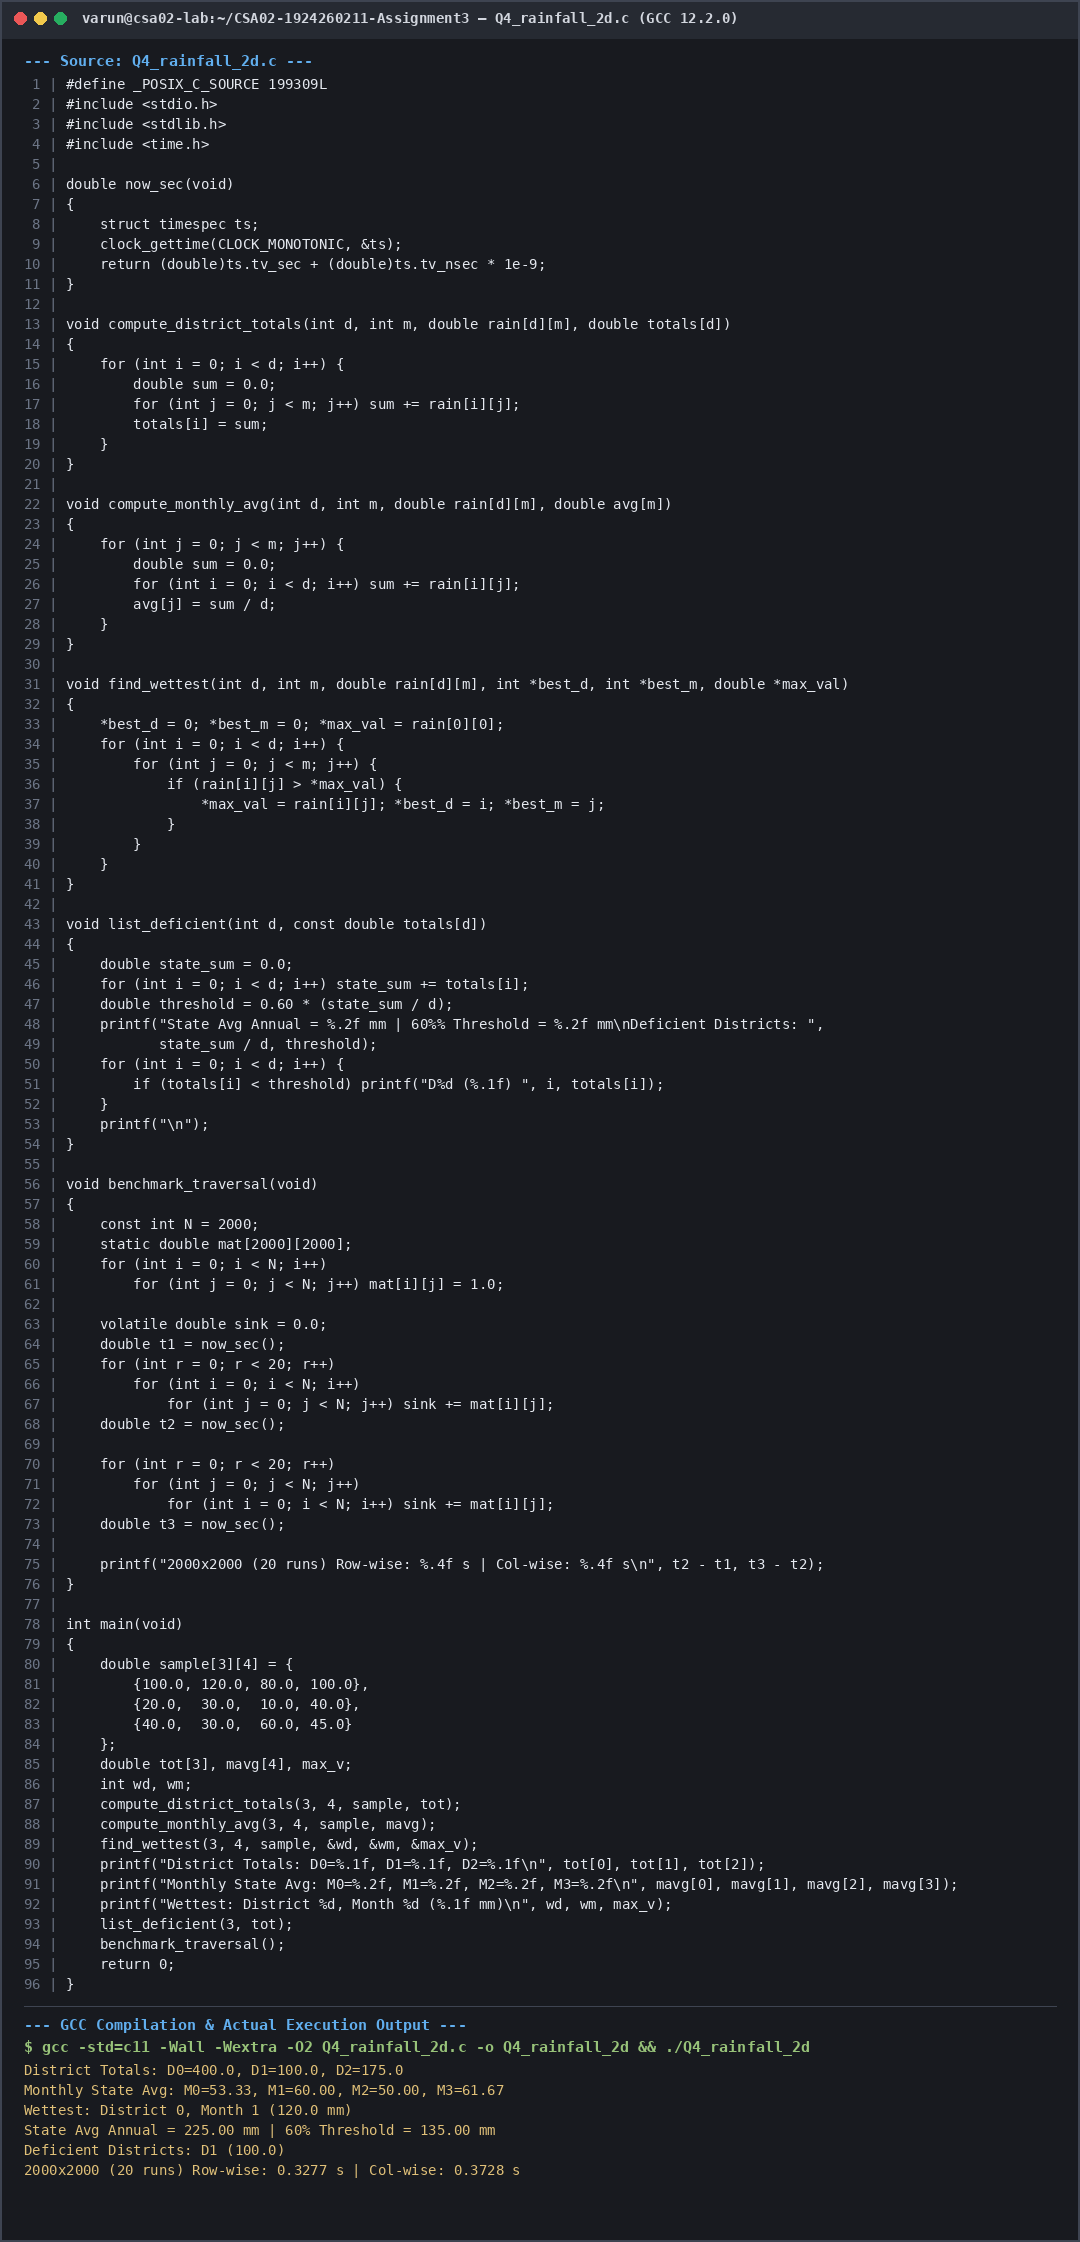 varun@csa02-lab:~/CSA02-1924260211-Assignment3 — Q4_rainfall_2d.c (GCC 12.2.0)
--- Source: Q4_rainfall_2d.c ---
 1 | #define _POSIX_C_SOURCE 199309L
 2 | #include <stdio.h>
 3 | #include <stdlib.h>
 4 | #include <time.h>
 5 |
 6 | double now_sec(void)
 7 | {
 8 |     struct timespec ts;
 9 |     clock_gettime(CLOCK_MONOTONIC, &ts);
10 |     return (double)ts.tv_sec + (double)ts.tv_nsec * 1e-9;
11 | }
12 |
13 | void compute_district_totals(int d, int m, double rain[d][m], double totals[d])
14 | {
15 |     for (int i = 0; i < d; i++) {
16 |         double sum = 0.0;
17 |         for (int j = 0; j < m; j++) sum += rain[i][j];
18 |         totals[i] = sum;
19 |     }
20 | }
21 |
22 | void compute_monthly_avg(int d, int m, double rain[d][m], double avg[m])
23 | {
24 |     for (int j = 0; j < m; j++) {
25 |         double sum = 0.0;
26 |         for (int i = 0; i < d; i++) sum += rain[i][j];
27 |         avg[j] = sum / d;
28 |     }
29 | }
30 |
31 | void find_wettest(int d, int m, double rain[d][m], int *best_d, int *best_m, double *max_val)
32 | {
33 |     *best_d = 0; *best_m = 0; *max_val = rain[0][0];
34 |     for (int i = 0; i < d; i++) {
35 |         for (int j = 0; j < m; j++) {
36 |             if (rain[i][j] > *max_val) {
37 |                 *max_val = rain[i][j]; *best_d = i; *best_m = j;
38 |             }
39 |         }
40 |     }
41 | }
42 |
43 | void list_deficient(int d, const double totals[d])
44 | {
45 |     double state_sum = 0.0;
46 |     for (int i = 0; i < d; i++) state_sum += totals[i];
47 |     double threshold = 0.60 * (state_sum / d);
48 |     printf("State Avg Annual = %.2f mm | 60%% Threshold = %.2f mm\nDeficient Districts: ",
49 |            state_sum / d, threshold);
50 |     for (int i = 0; i < d; i++) {
51 |         if (totals[i] < threshold) printf("D%d (%.1f) ", i, totals[i]);
52 |     }
53 |     printf("\n");
54 | }
55 |
56 | void benchmark_traversal(void)
57 | {
58 |     const int N = 2000;
59 |     static double mat[2000][2000];
60 |     for (int i = 0; i < N; i++)
61 |         for (int j = 0; j < N; j++) mat[i][j] = 1.0;
62 |
63 |     volatile double sink = 0.0;
64 |     double t1 = now_sec();
65 |     for (int r = 0; r < 20; r++)
66 |         for (int i = 0; i < N; i++)
67 |             for (int j = 0; j < N; j++) sink += mat[i][j];
68 |     double t2 = now_sec();
69 |
70 |     for (int r = 0; r < 20; r++)
71 |         for (int j = 0; j < N; j++)
72 |             for (int i = 0; i < N; i++) sink += mat[i][j];
73 |     double t3 = now_sec();
74 |
75 |     printf("2000x2000 (20 runs) Row-wise: %.4f s | Col-wise: %.4f s\n", t2 - t1, t3 - t2);
76 | }
77 |
78 | int main(void)
79 | {
80 |     double sample[3][4] = {
81 |         {100.0, 120.0, 80.0, 100.0},
82 |         {20.0,  30.0,  10.0, 40.0},
83 |         {40.0,  30.0,  60.0, 45.0}
84 |     };
85 |     double tot[3], mavg[4], max_v;
86 |     int wd, wm;
87 |     compute_district_totals(3, 4, sample, tot);
88 |     compute_monthly_avg(3, 4, sample, mavg);
89 |     find_wettest(3, 4, sample, &wd, &wm, &max_v);
90 |     printf("District Totals: D0=%.1f, D1=%.1f, D2=%.1f\n", tot[0], tot[1], tot[2]);
91 |     printf("Monthly State Avg: M0=%.2f, M1=%.2f, M2=%.2f, M3=%.2f\n", mavg[0], mavg[1], mavg[2], mavg[3]);
92 |     printf("Wettest: District %d, Month %d (%.1f mm)\n", wd, wm, max_v);
93 |     list_deficient(3, tot);
94 |     benchmark_traversal();
95 |     return 0;
96 | }
--- GCC Compilation & Actual Execution Output ---
$ gcc -std=c11 -Wall -Wextra -O2 Q4_rainfall_2d.c -o Q4_rainfall_2d && ./Q4_rainfall_2d
District Totals: D0=400.0, D1=100.0, D2=175.0
Monthly State Avg: M0=53.33, M1=60.00, M2=50.00, M3=61.67
Wettest: District 0, Month 1 (120.0 mm)
State Avg Annual = 225.00 mm | 60% Threshold = 135.00 mm
Deficient Districts: D1 (100.0)
2000x2000 (20 runs) Row-wise: 0.3277 s | Col-wise: 0.3728 s